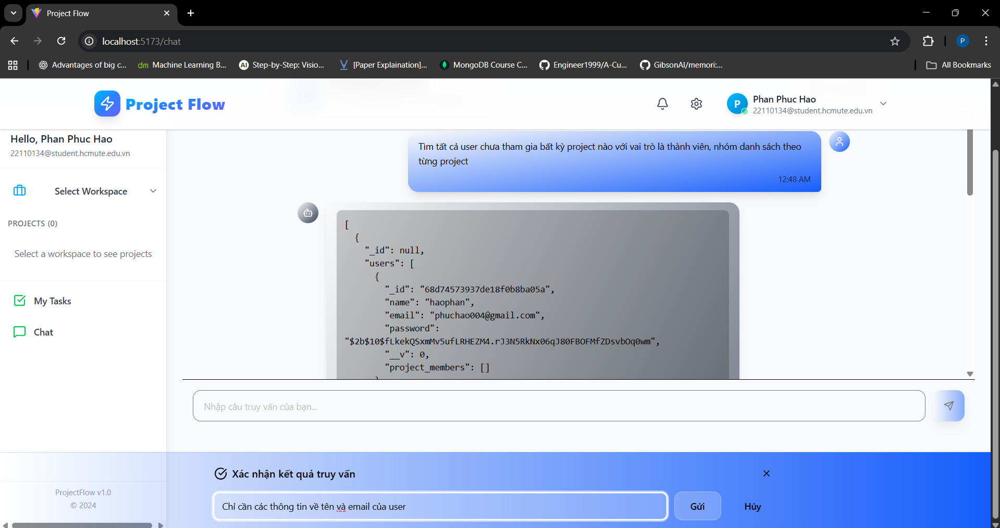 Project Flow
localhost:5173/chat
P
Advantages of big c...
dm Machine Learning B...
AI Step-by-Step: Visio...
[Paper Explaination]...
MongoDB Course C...
Engineer1999/A-Cu...
GibsonAI/memori:...
All Bookmarks
Project Flow
P
Phan Phuc Hao
22110134@student.hcmute.edu.vn
Hello, Phan Phuc Hao
22110134@student.hcmute.edu.vn
Select Workspace
PROJECTS (0)
Select a workspace to see projects
My Tasks
Chat
ProjectFlow v1.0
© 2024
Tìm tất cả user chưa tham gia bất kỳ project nào với vai trò là thành viên, nhóm danh sách theo
từng project
12:48 AM
[
{
"_id": null,
"users": [
{
"_id": "68d74573937de18f0b8ba05a",
"name": "haophan",
"email": "phuchao004@gmail.com",
"password":
"$2b$10$fLkekQSxmMv5ufLRHEZM4.rJ3N5RkNx06qJ80FBOFMfZDsvbOq0wm",
"__v": 0,
"project_members": []
Nhập câu truy vấn của bạn...
Xác nhận kết quả truy vấn
Chỉ cần các thông tin về tên và email của user
Gửi
Hủy